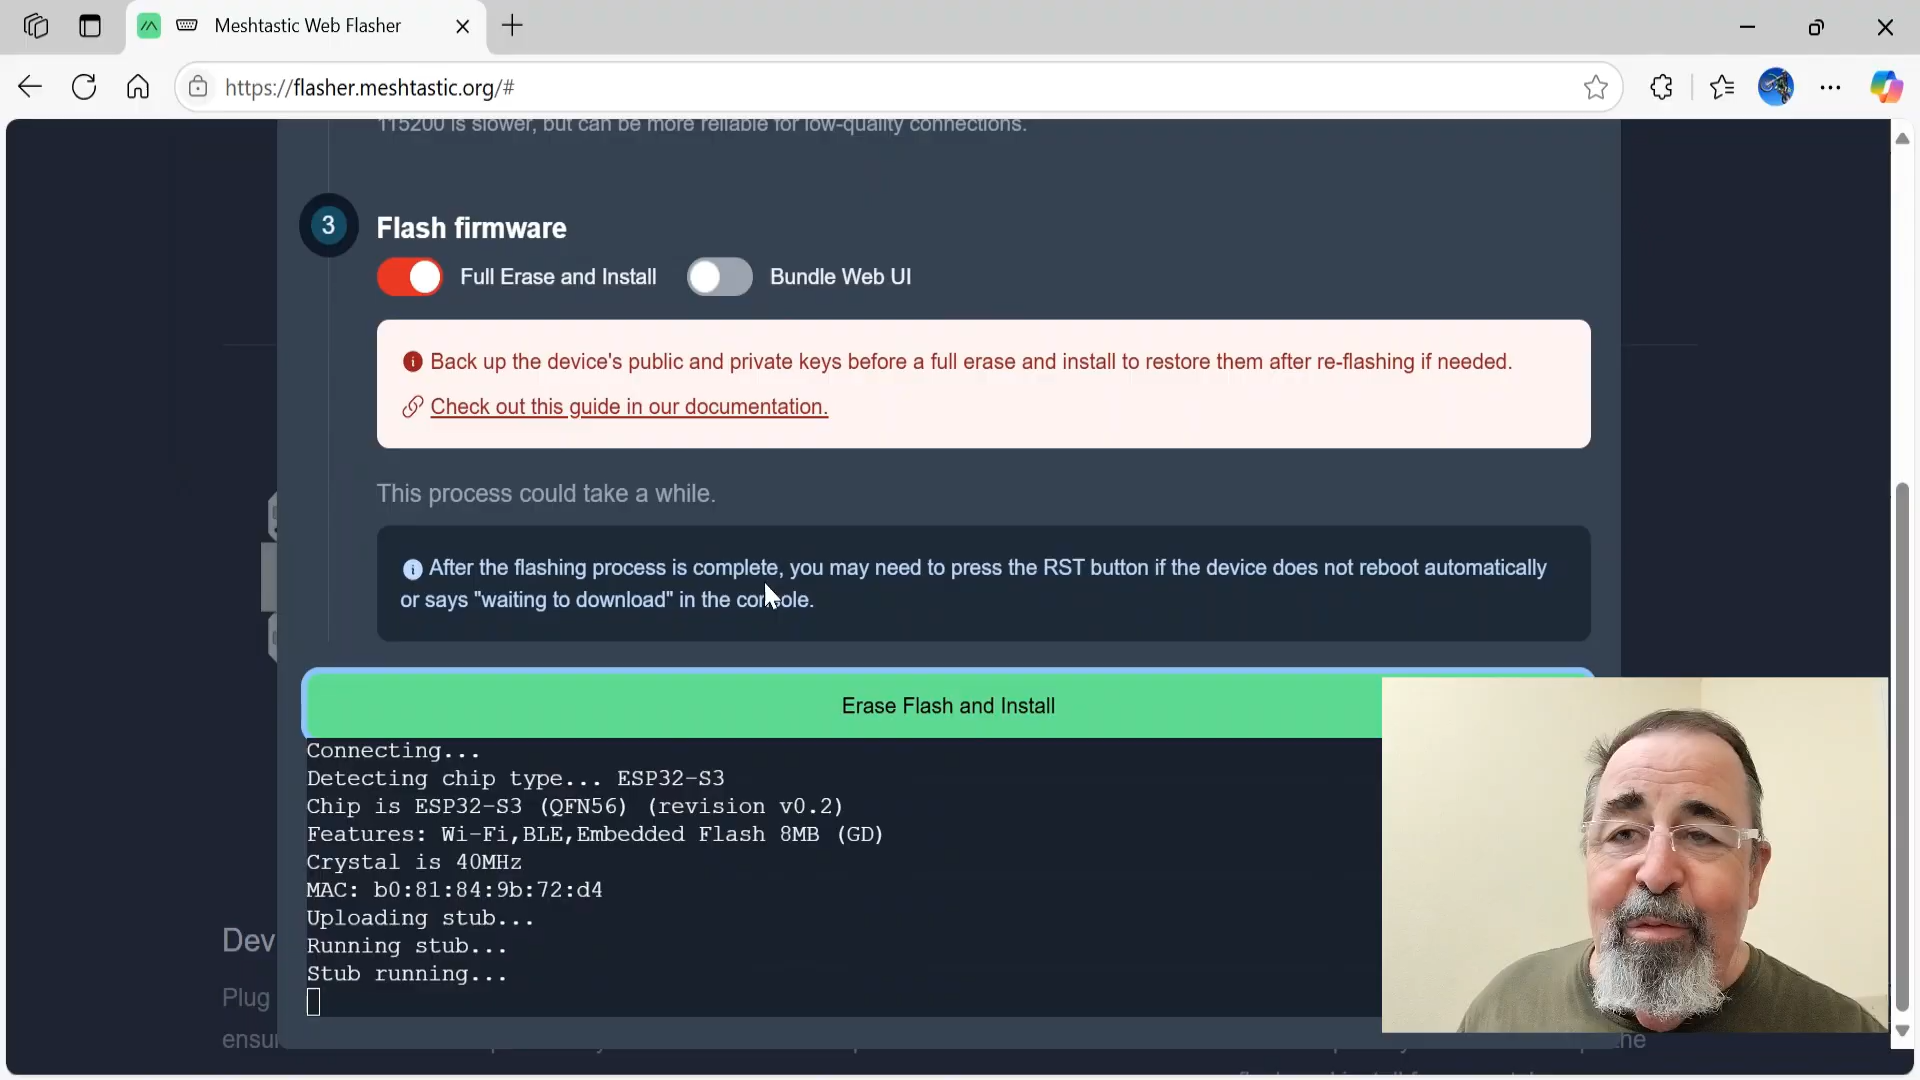 Meshtastic Web Flasher
https://flasher.meshtastic.org/#
115200 is slower, but can be more reliable for low-quality connections.
3
Flash firmware
Full Erase and Install
Bundle Web UI
Back up the device's public and private keys before a full erase and install to restore them after re-flashing if needed.
Check out this guide in our documentation.
This process could take a while.
After the flashing process is complete, you may need to press the RST button if the device does not reboot automatically
or says "waiting to download" in the console.
Erase Flash and Install
Connecting...
Detecting chip type... ESP32-S3
Chip is ESP32-S3 (QFN56) (revision v0.2)
Features: Wi-Fi,BLE,Embedded Flash 8MB (GD)
Crystal is 40MHz
MAC: b0:81:84:9b:72:d4
Uploading stub...
Running stub...
Stub running...
Dev
Plug
ensur